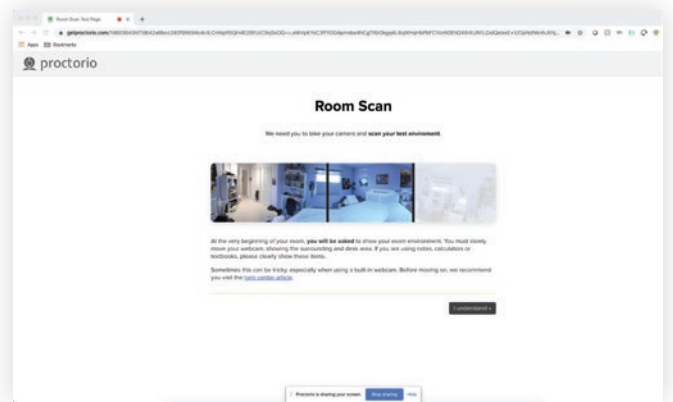 Room Scan Test Page
getproctorio.com
Apps Bookmarks
proctorio
Room Scan
We need you to take your camera and scan your test enviroment.
At the very beginning of your exam, you will be asked to show your exam environment. You must slowly
move your webcam, showing the surrounding and desk area. If you are using notes, calculators or
textbooks, please clearly show these items.
Sometimes this can be tricky, especially when using a built-in webcam. Before moving on, we recommend
you visit the help center article.
I understand »
Proctorio is sharing your screen. Stop sharing Hide